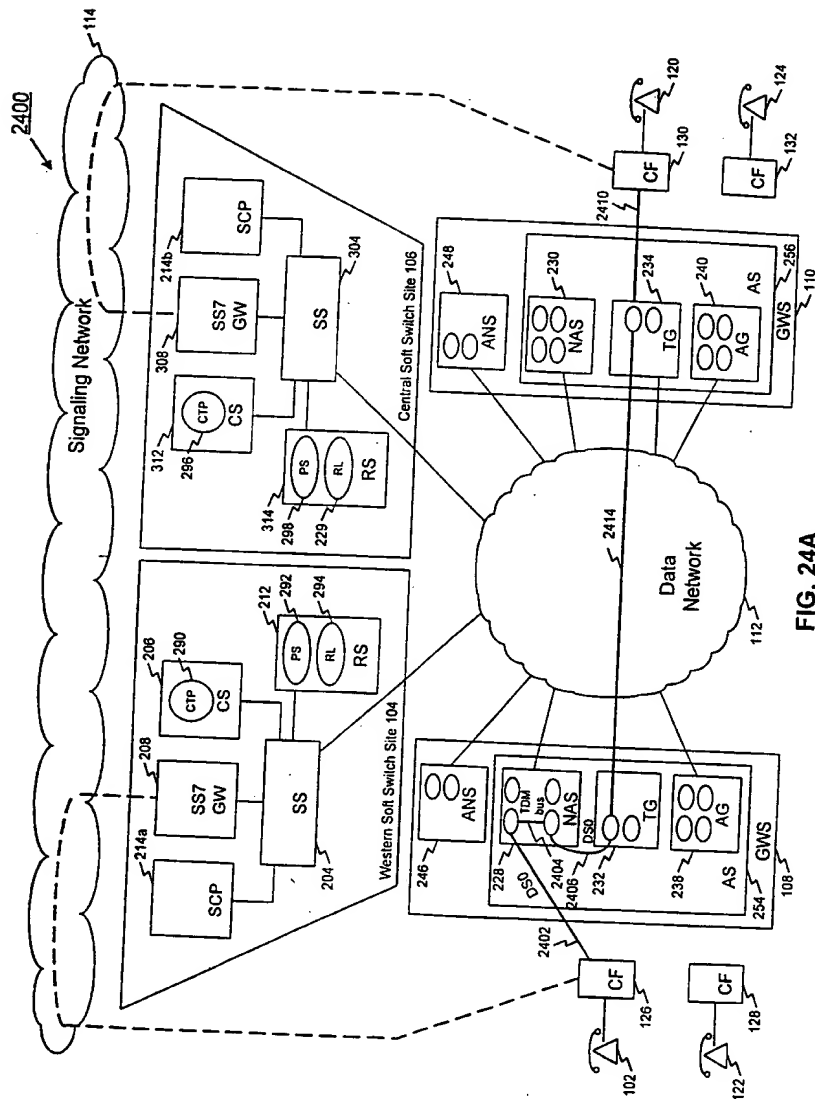 2400
114
Signaling Network
214a
SCP
208
SS7
GW
206
290
CTP
CS
212
292
PS
294
RL
RS
SS
204
Western Soft Switch Site 104
312
296
CTP
CS
308
SS7
GW
214b
SCP
304
SS
314
298
PS
229
RL
RS
Central Soft Switch Site 106
246
ANS
228
TDM
bus
NAS
2404
DS0
2402
DS0
2406
232
TG
238
AG
AS
254
GWS
108
102
CF
126
122
CF
128
Data
Network
112
2414
248
ANS
230
NAS
234
TG
240
AG
AS
256
GWS
110
2410
CF
130
120
CF
132
124
FIG. 24A